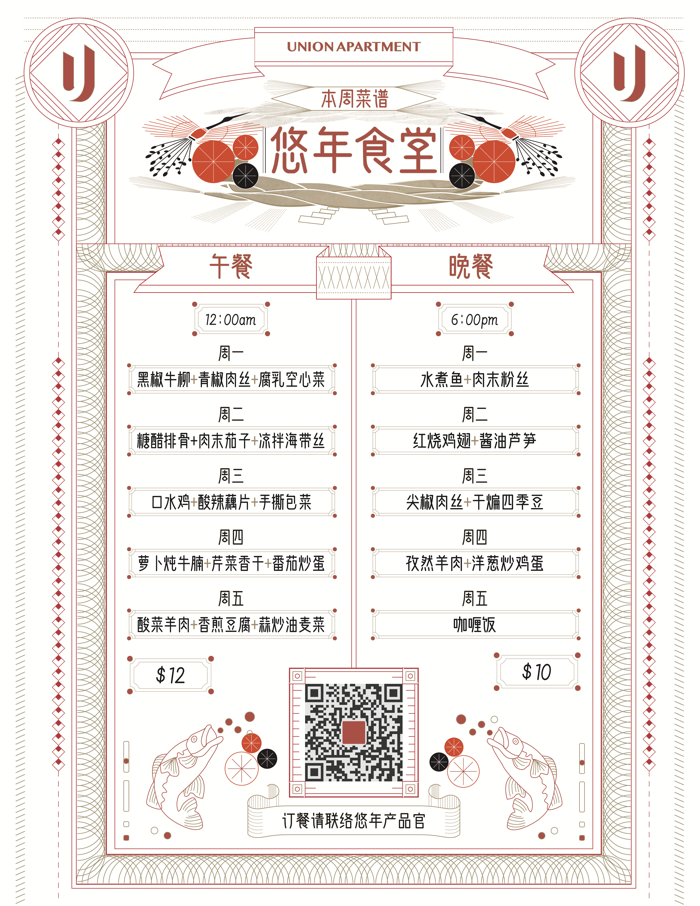 UNION APARTMENT
本周菜谱
悠年食堂
午餐
12:00am
周一
黑椒牛柳+青椒肉丝+腐乳空心菜
周二
糖醋排骨+肉末茄子+凉拌海带丝
周三
口水鸡+酸辣藕片+手撕包菜
周四
萝卜炖牛腩+芹菜香干+番茄炒蛋
周五
酸菜羊肉+香煎豆腐+蒜炒油麦菜
$12
晚餐
6:00pm
周一
水煮鱼+肉末粉丝
周二
红烧鸡翅+酱油芦笋
周三
尖椒肉丝+干煸四季豆
周四
孜然羊肉+洋葱炒鸡蛋
周五
咖喱饭
$10
订餐请联络悠年产品官